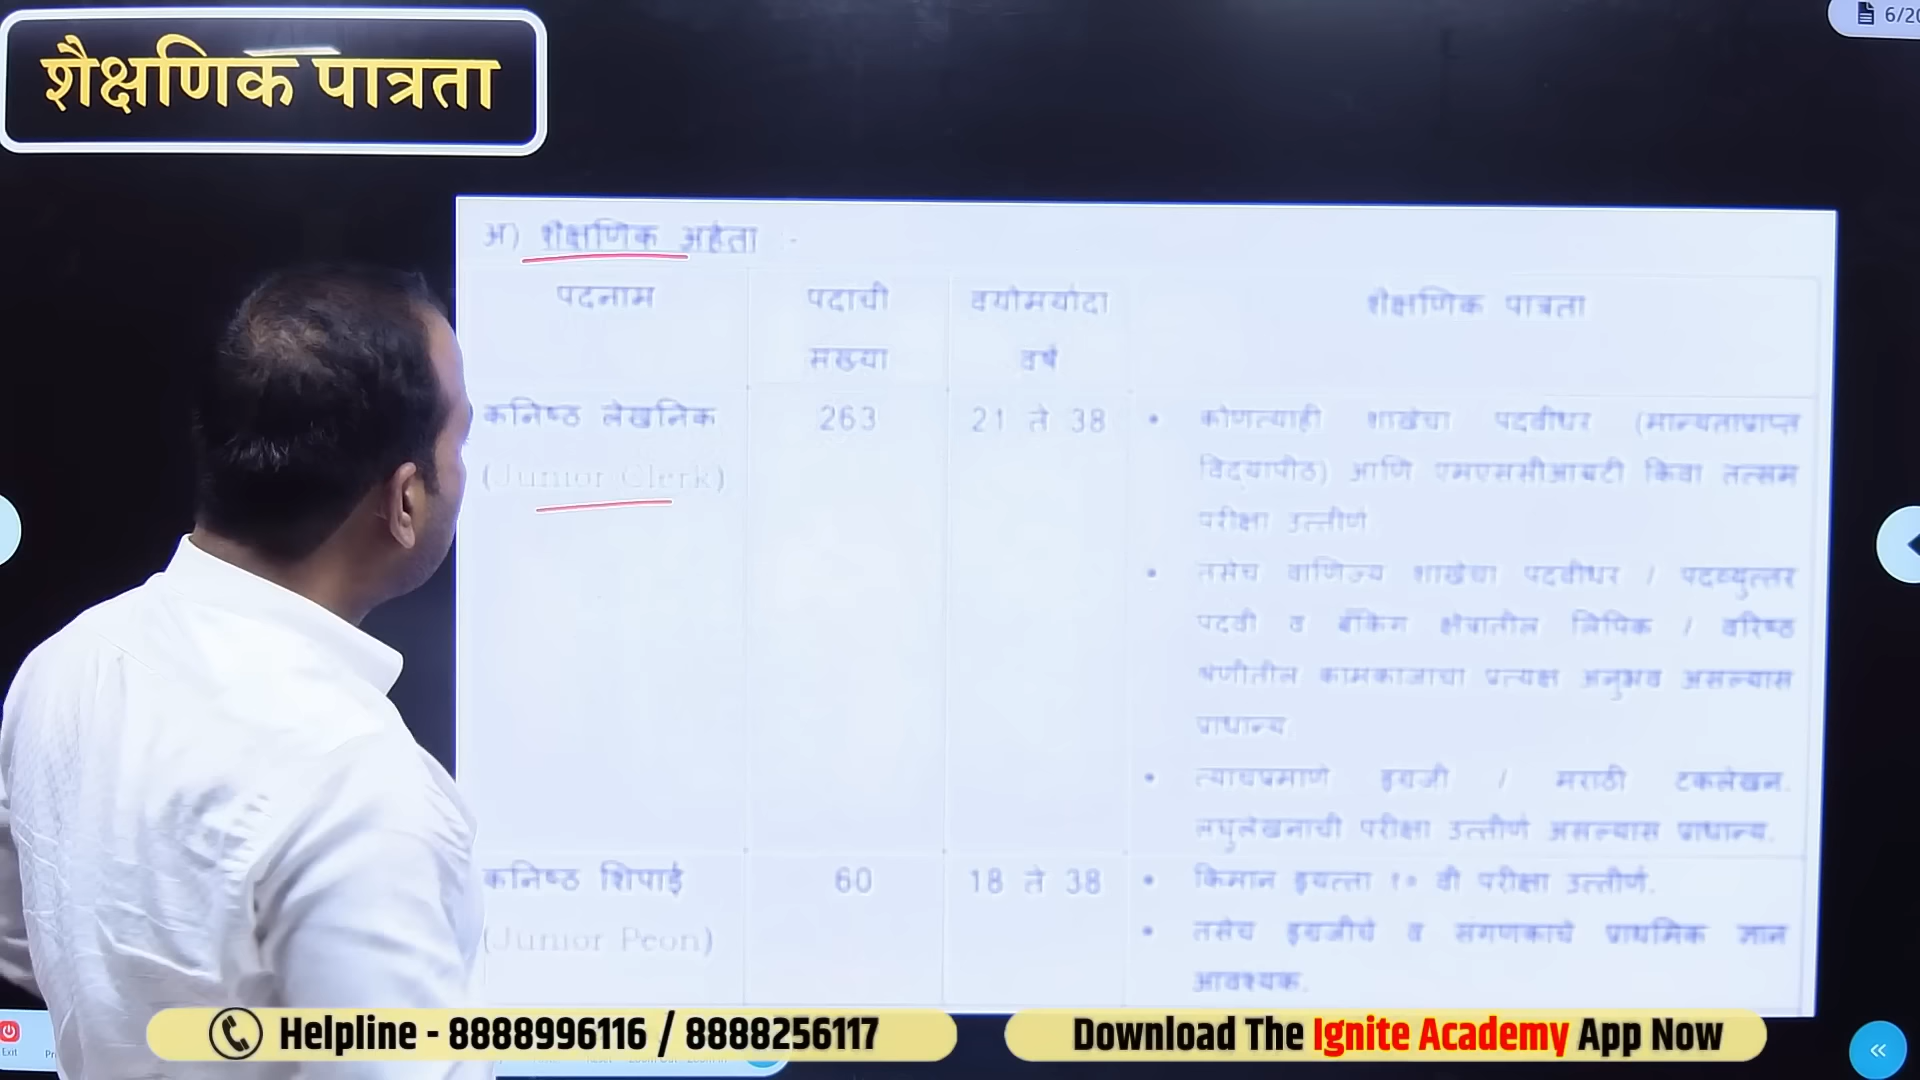 6/20
शैक्षणिक पात्रता
अ) शैक्षणिक अर्हता :-
पदनाम
पदाची संख्या
वयोमर्यादा वर्षे
शैक्षणिक पात्रता
कनिष्ठ लेखनिक
(Junior Clerk)
263
21 ते 38
• कोणत्याही शाखेचा पदवीधर (मान्यताप्राप्त
विद्यापीठ) आणि एमएससीआयटी किंवा तत्सम
परीक्षा उत्तीर्ण
• तसेच वाणिज्य शाखेचा पदवीधर / पदव्युत्तर
पदवी व बँकिंग क्षेत्रातील लिपिक / वरिष्ठ
श्रेणीतील कामकाजाचा प्रत्यक्ष अनुभव असल्यास
प्राधान्य
• त्याचप्रमाणे इंग्रजी / मराठी टंकलेखन,
लघुलेखनाची परीक्षा उत्तीर्ण असल्यास प्राधान्य.
कनिष्ठ शिपाई
(Junior Peon)
60
18 ते 38
• किमान इयत्ता १० वी परीक्षा उत्तीर्ण.
• तसेच इंग्रजीचे व संगणकाचे प्राथमिक ज्ञान
आवश्यक.
Exit
Helpline - 8888996116 / 8888256117
Download The Ignite Academy App Now